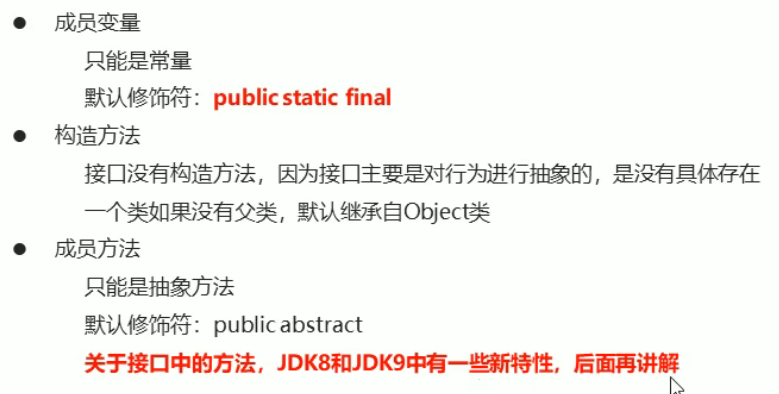 ● 成员变量
只能是常量
默认修饰符：public static final
● 构造方法
接口没有构造方法，因为接口主要是对行为进行抽象的，是没有具体存在
一个类如果没有父类，默认继承自Object类
● 成员方法
只能是抽象方法
默认修饰符：public abstract
关于接口中的方法，JDK8和JDK9中有一些新特性，后面再讲解